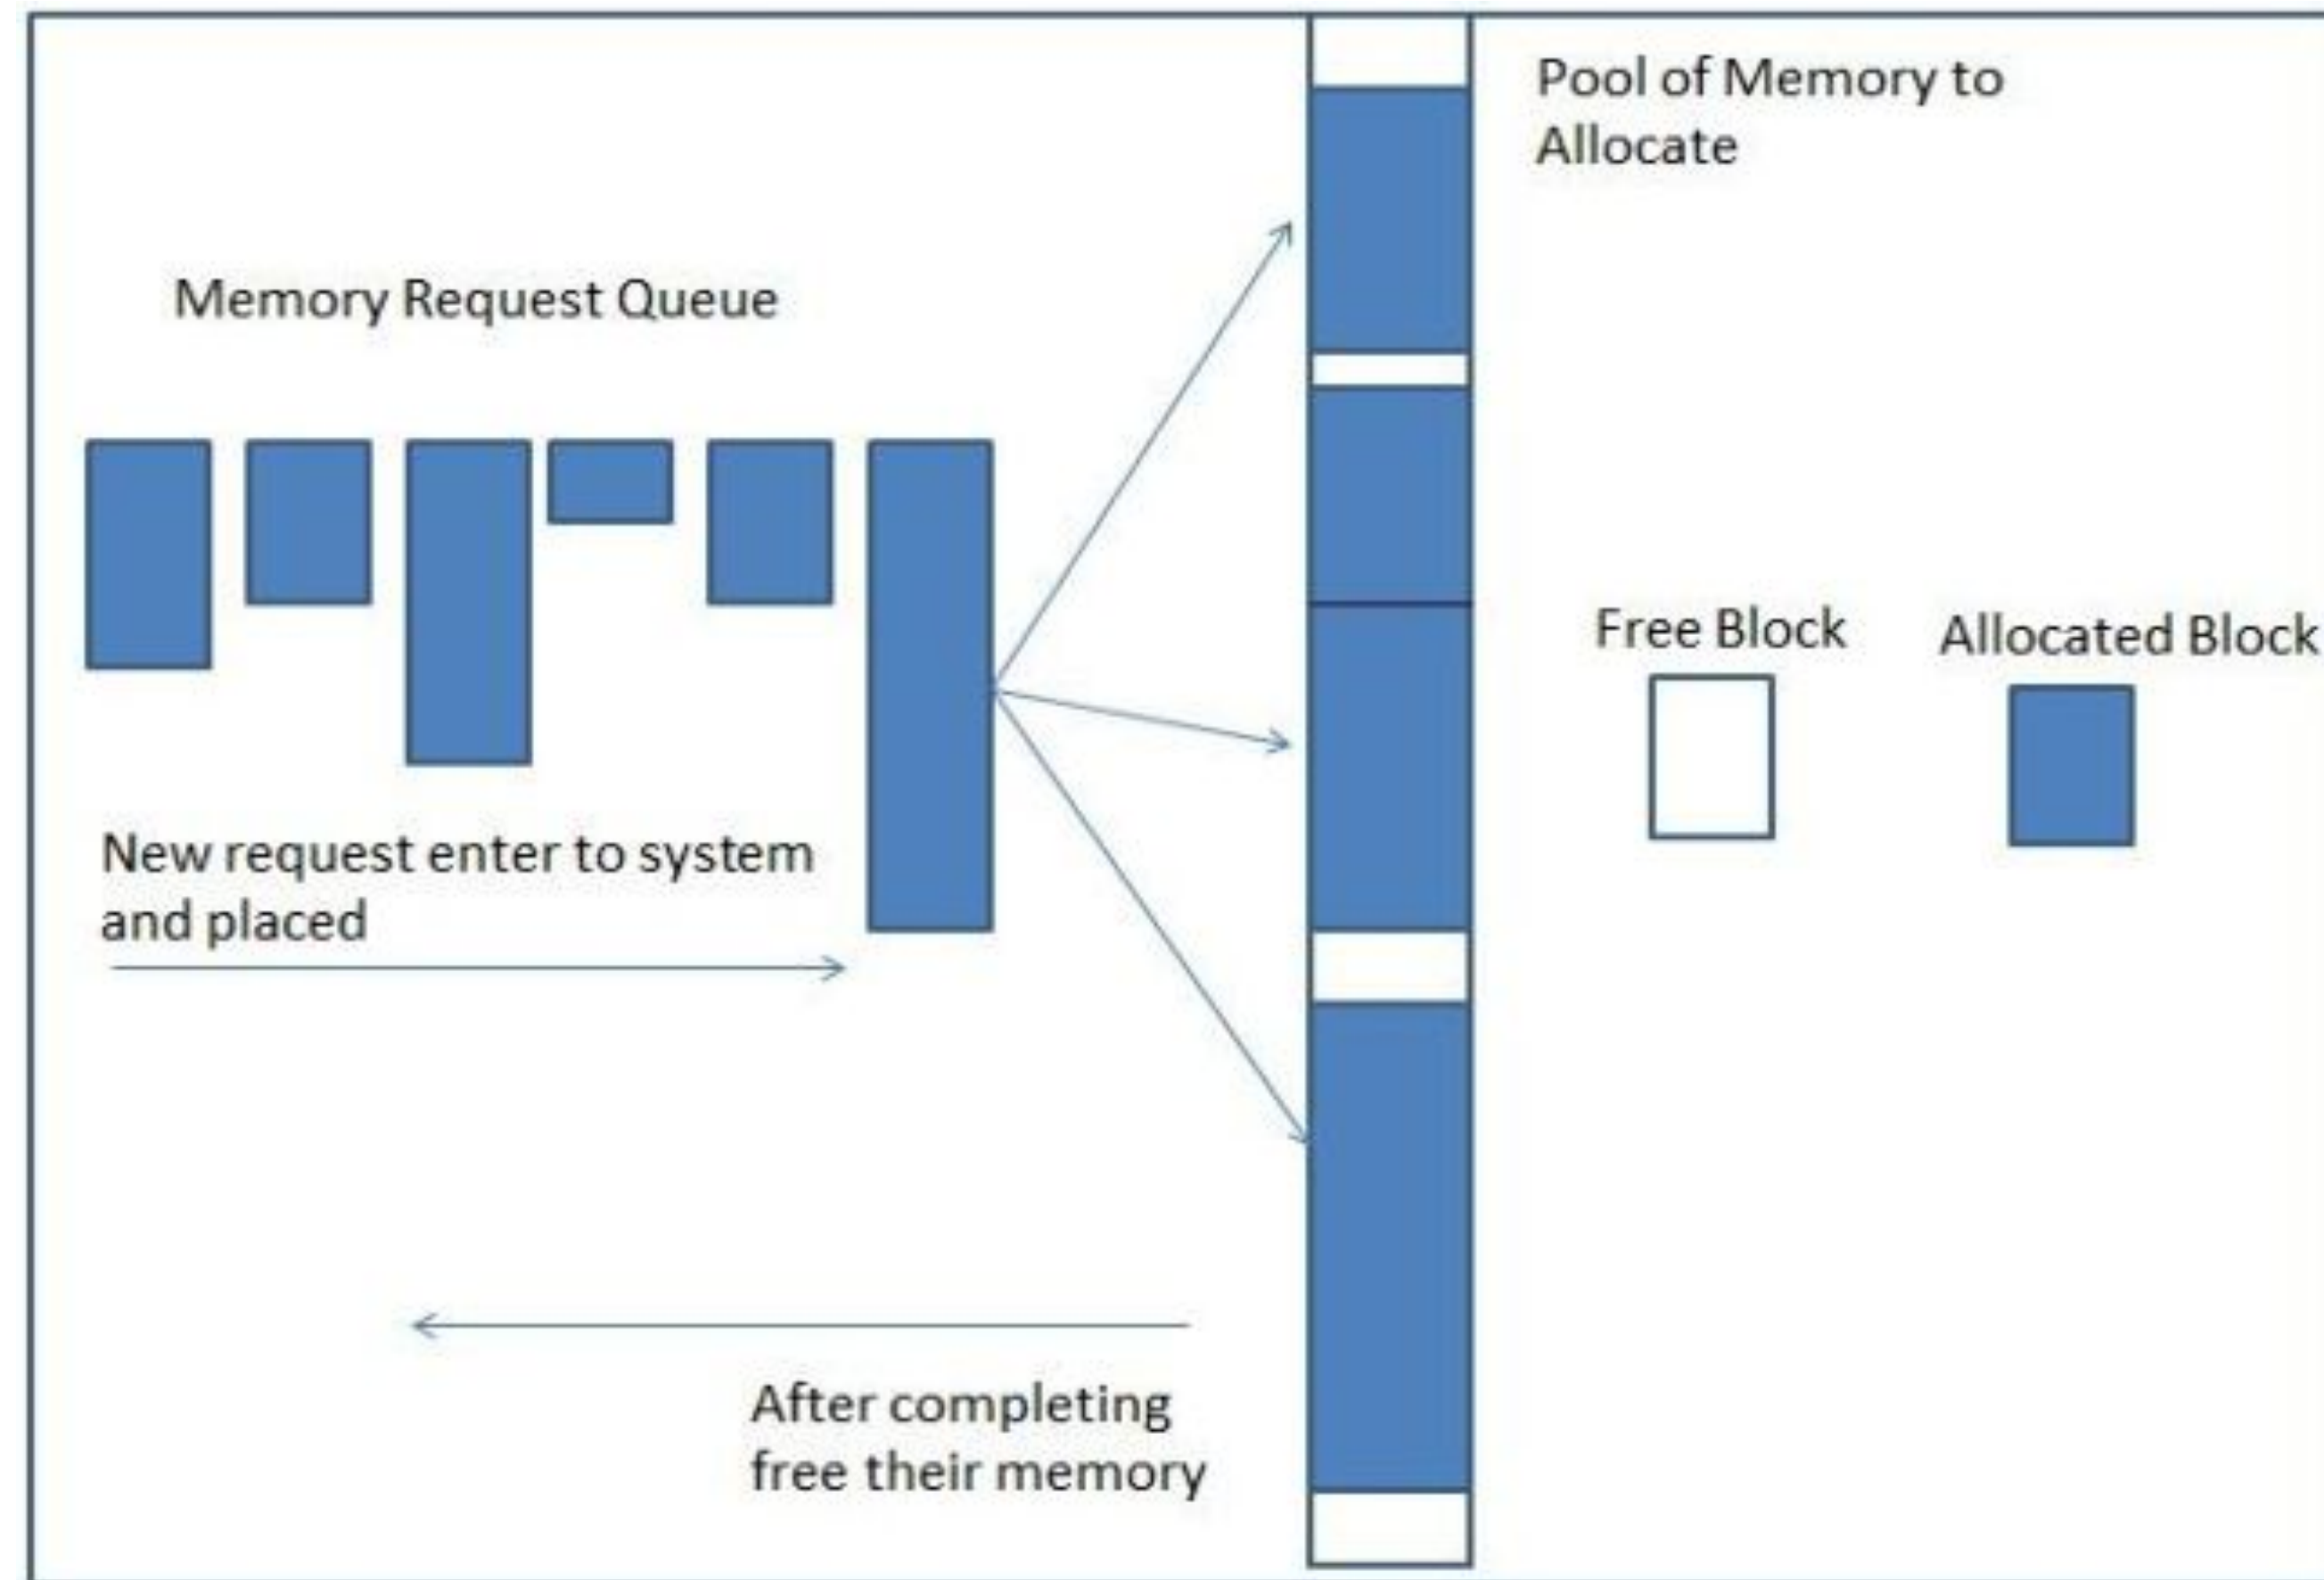 Pool of Memory to
Allocate
Memory Request Queue
Free Block
Allocated Block
New request enter to system
and placed
After completing
free their memory